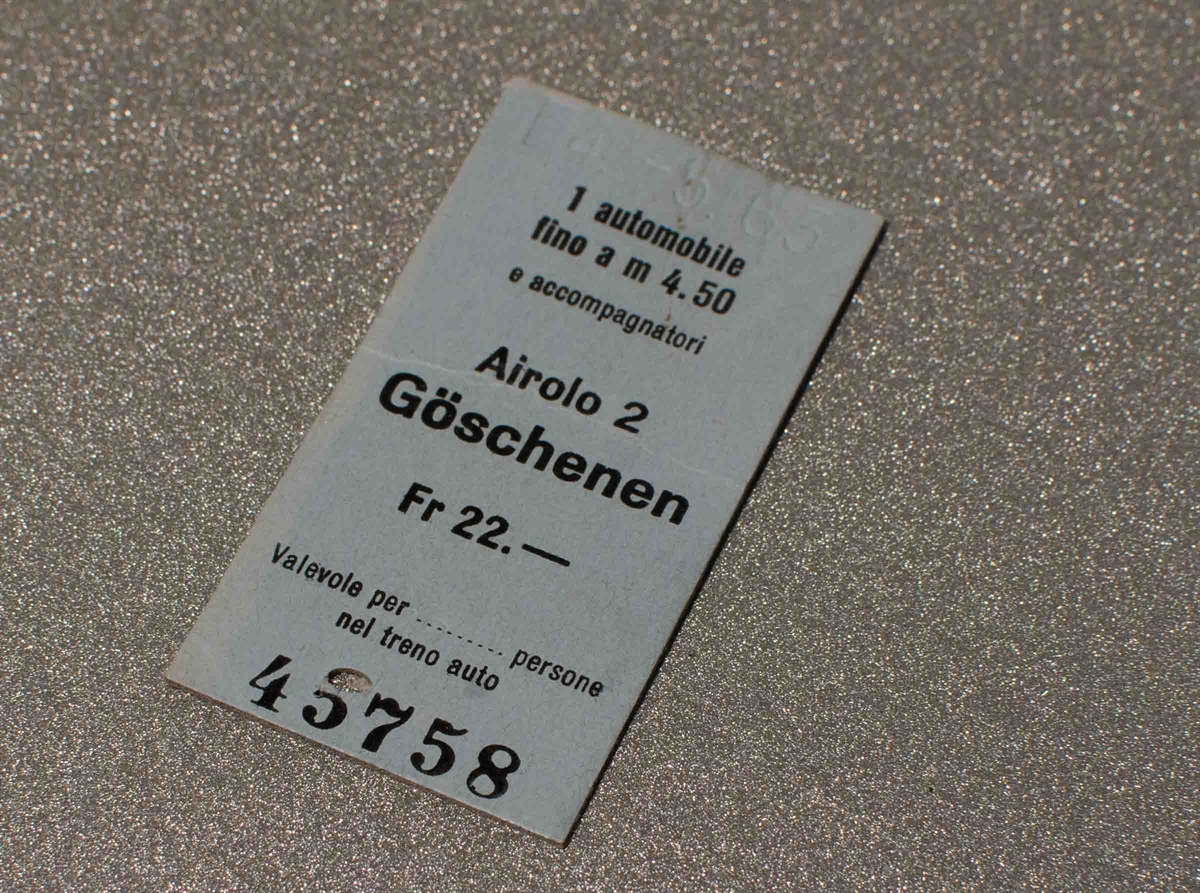 1 automobile
fino a m 4.50
e accompagnatori
Airolo 2
Göschenen
Fr 22.—
Valevole per ........... persone
nel treno auto
45758